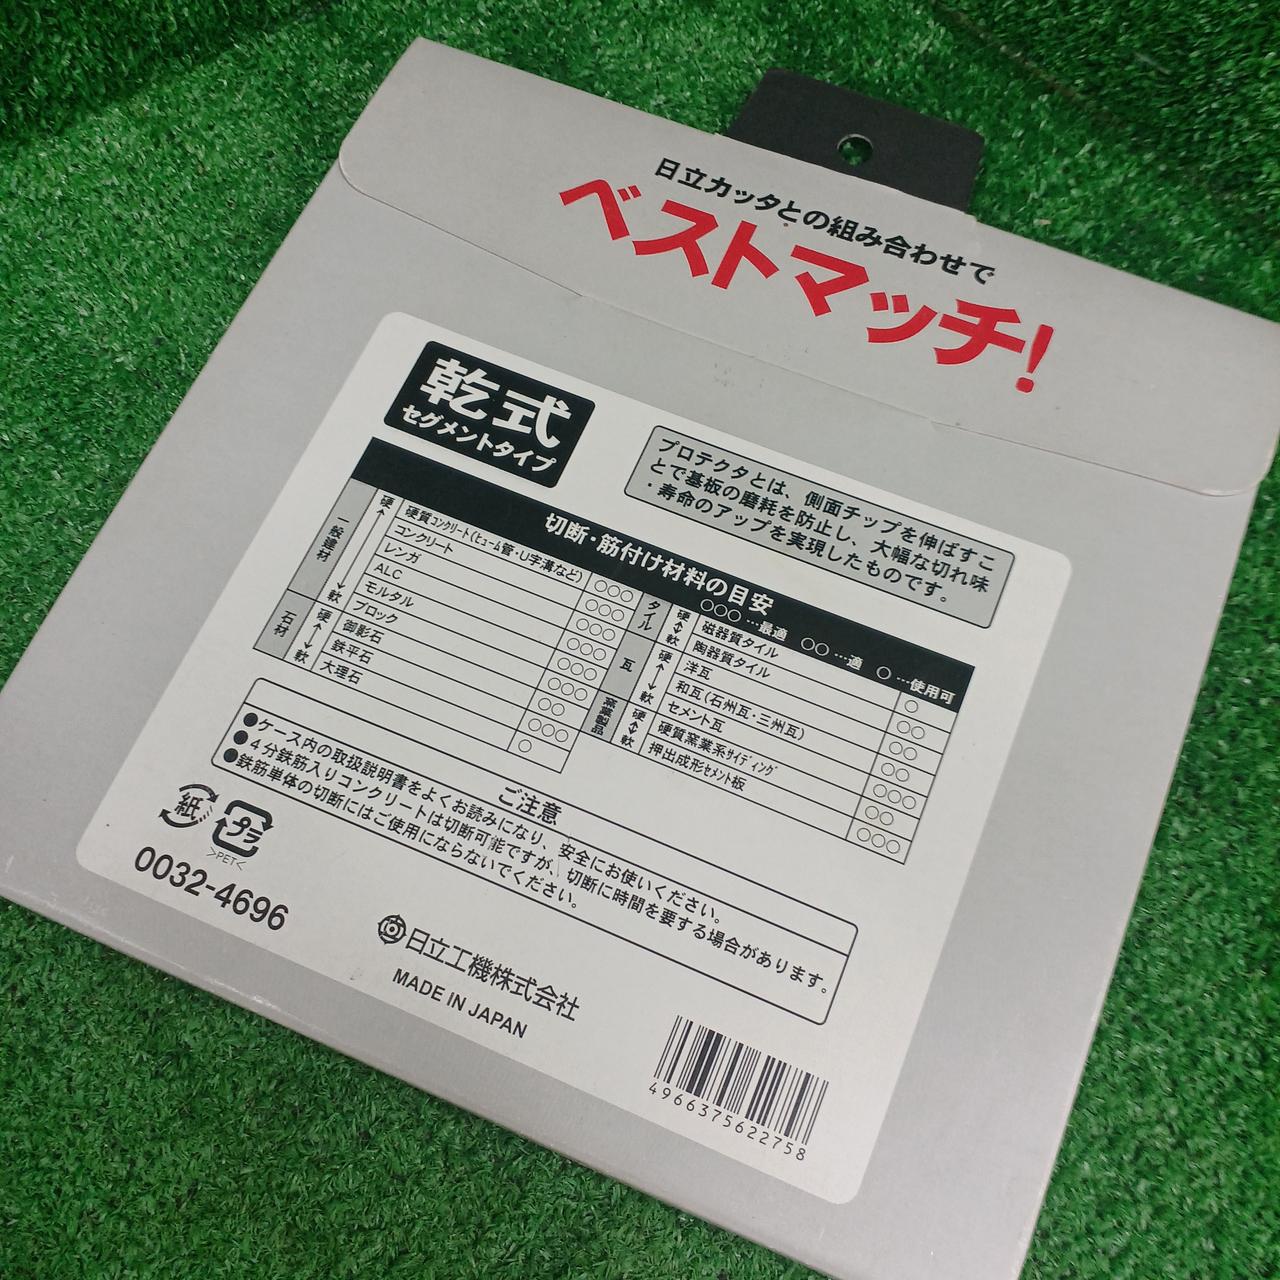 日立カッタとの組み合わせで
ベストマッチ!
乾式
セグメントタイプ
プロテクタとは、側面チップを伸ばすこ
とで基板の磨耗を防止し、大幅な切れ味
・寿命のアップを実現したものです。
切断・筋付け材料の目安
○○○…最適 ○○…適 ○…使用可
一般建材
硬
軟
硬質コンクリート(ヒューム管・U字溝など) ○○○
コンクリート ○○○
レンガ ○○○
ALC ○○○
モルタル ○○○
ブロック ○○○
石材
硬
軟
御影石 ○○
鉄平石 ○○○
大理石 ○
タイル
硬
軟
磁器質タイル ○
陶器質タイル ○○
瓦
硬
軟
洋瓦 ○○
和瓦(石州瓦・三州瓦) ○○
セメント瓦 ○○○
窯業製品
硬
軟
硬質窯業系サイディング ○○
押出成形セメント板 ○○○
ご注意
●ケース内の取扱説明書をよくお読みになり、安全にお使いください。
●4分鉄筋入りコンクリートは切断可能ですが、切断に時間を要する場合があります。
●鉄筋単体の切断にはご使用にならないでください。
紙
プラ
>PET<
0032-4696
日立工機株式会社
MADE IN JAPAN
4966375622758